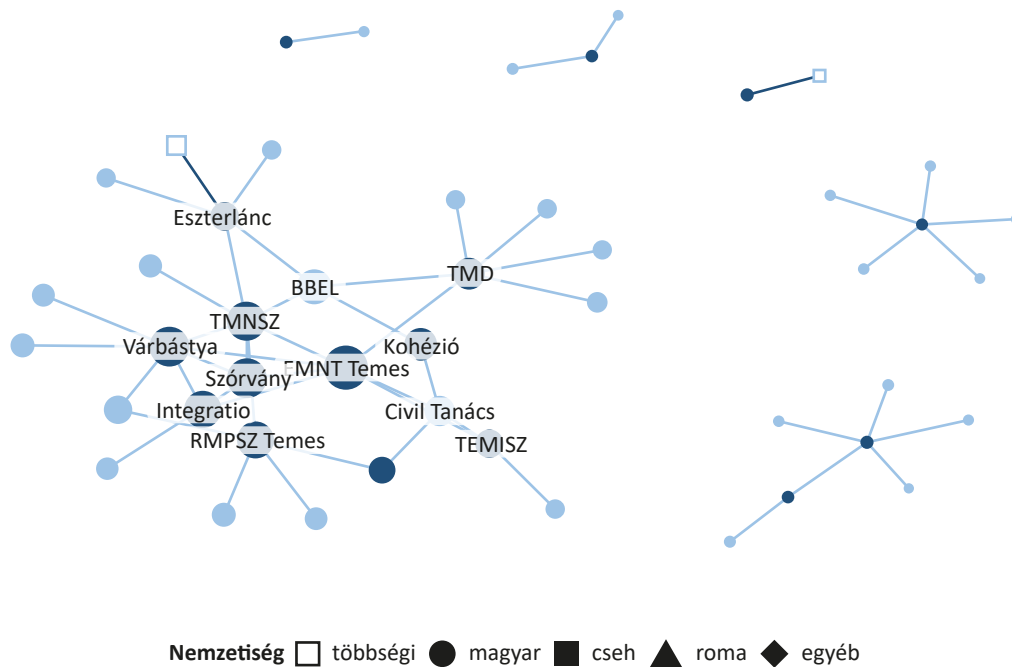 Eszterlánc
TMD
BBEL
TMNSZ
Várbástya
Kohézió
EMNT Temes
Szórvány
Integratio
Civil Tanács
RMPSZ Temes
TEMISZ
Nemzetiség többségi magyar cseh roma egyéb